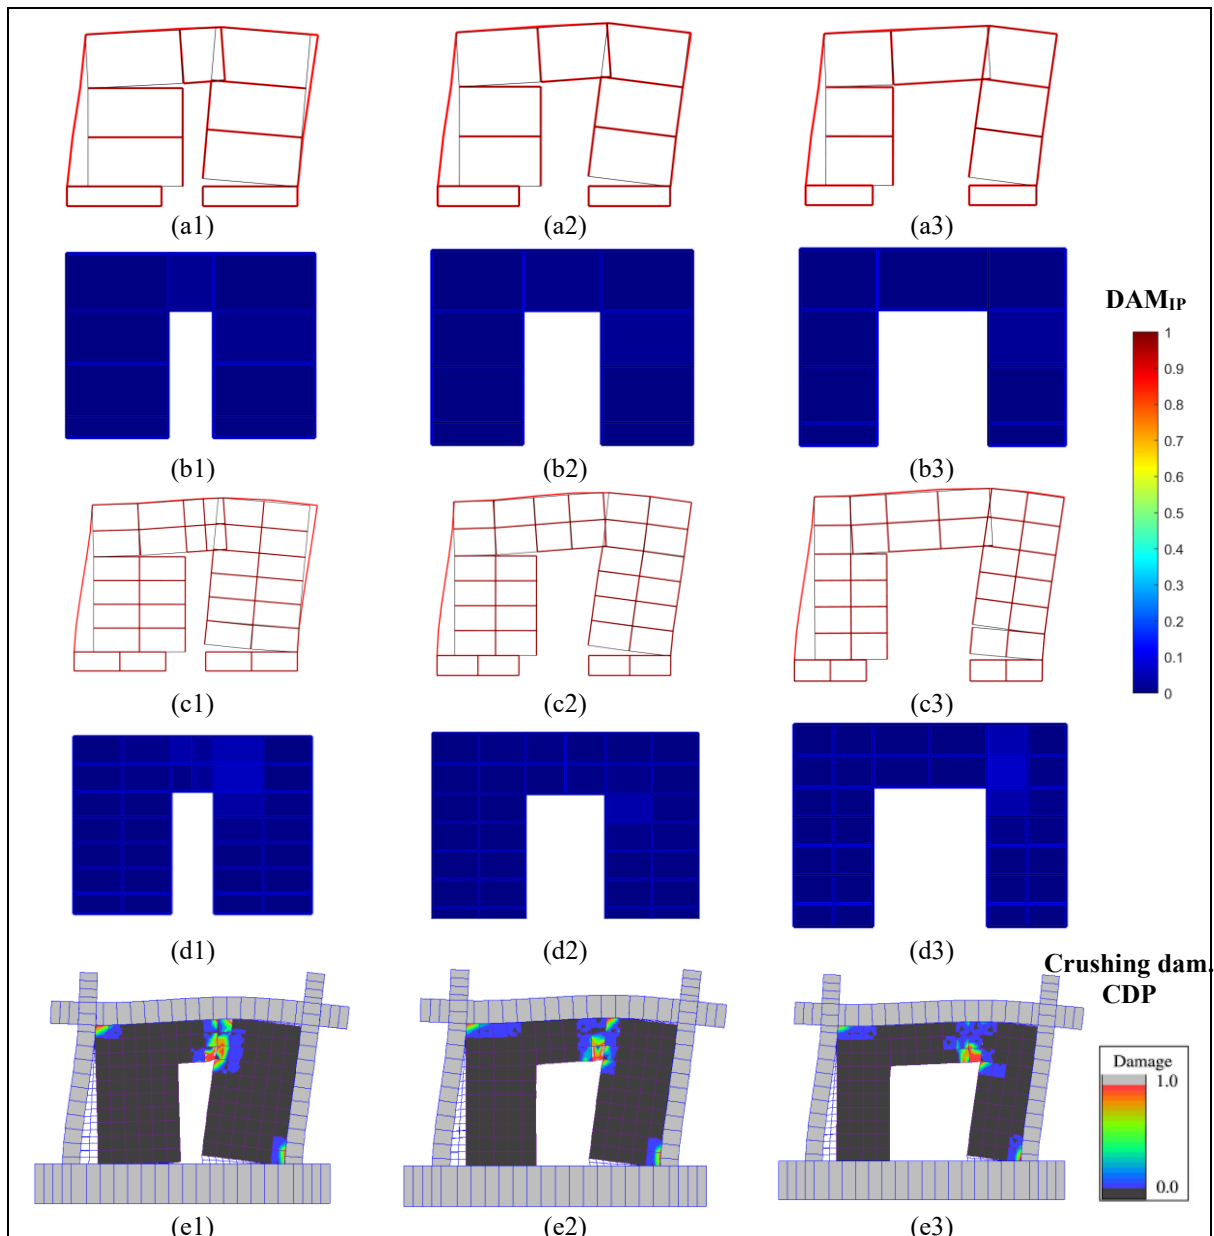 (a1) (a2) (a3)
DAMIP
1
0.9
0.8
0.7
0.6
0.5
0.4
0.3
0.2
0.1
0
(b1) (b2) (b3)
(c1) (c2) (c3)
(d1) (d2) (d3)
Crushing dam.
CDP
Damage
1.0
0.0
(e1) (e2) (e3)